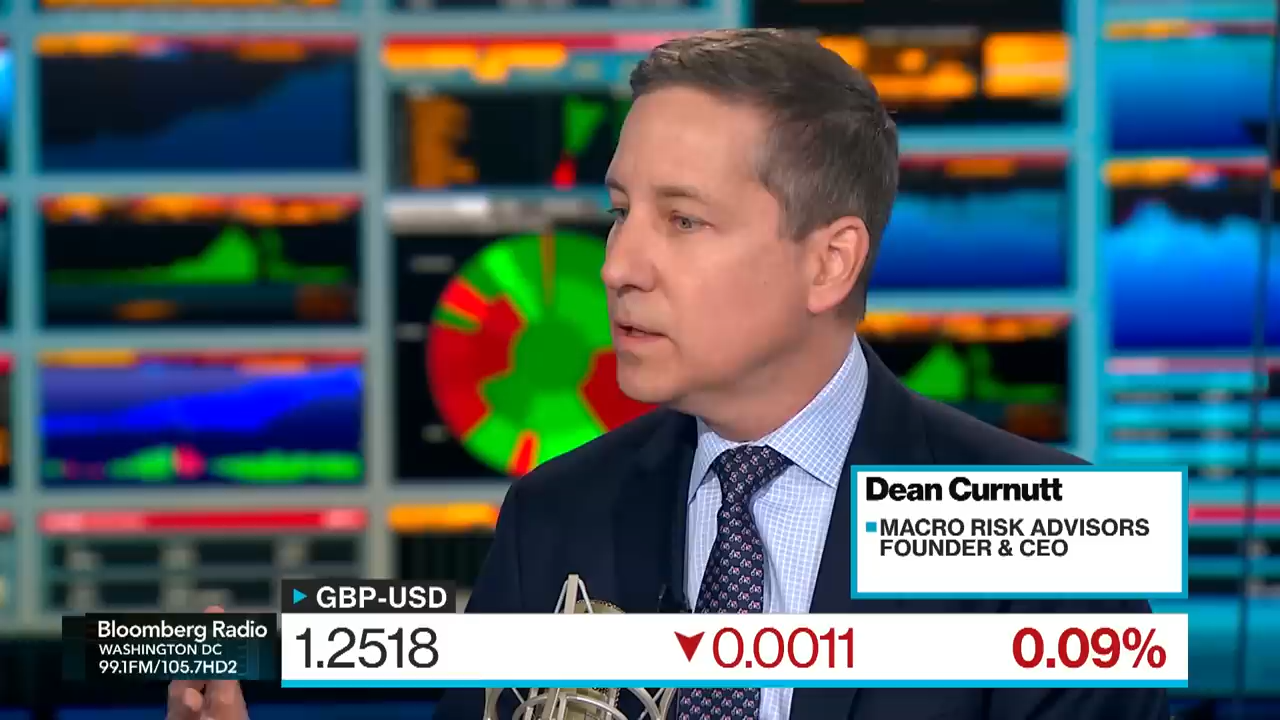 Dean Curnutt
MACRO RISK ADVISORS
FOUNDER & CEO
GBP-USD
Bloomberg Radio
WASHINGTON DC
99.1FM/105.7HD2
1.2518
0.0011
0.09%